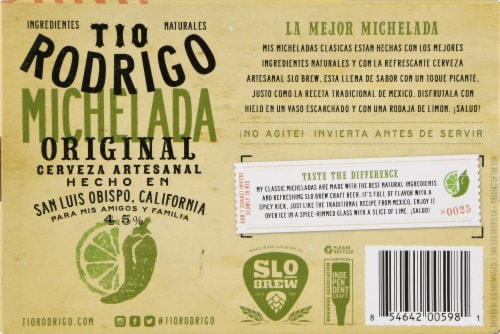 INGREDIENTES NATURALES
TIO
RODRIGO
MICHELADA
ORIGINAL
CERVEZA ARTESANAL
HECHO EN
SAN LUIS OBISPO, CALIFORNIA
PARA MIS AMIGOS Y FAMILIA
4.5%
TIORODRIGO.COM #TIORODRIGO
LA MEJOR MICHELADA
MIS MICHELADAS CLASICAS ESTAN HECHAS CON LOS MEJORES
INGREDIENTES NATURALES Y CON LA REFRESCANTE CERVEZA
ARTESANAL SLO BREW, ESTA LLENA DE SABOR CON UN TOQUE PICANTE,
JUSTO COMO LA RECETA TRADICIONAL DE MEXICO. DISFRUTALA CON
HIELO EN UN VASO ESCARCHADO Y CON UNA RODAJA DE LIMON. ¡SALUD!
¡NO AGITE! INVIERTA ANTES DE SERVIR
TASTE THE DIFFERENCE
MY CLASSIC MICHELADAS ARE MADE WITH THE BEST NATURAL INGREDIENTS
AND REFRESHING SLO BREW CRAFT BEER. IT'S FULL OF FLAVOR WITH A
SPICY KICK, JUST LIKE THE TRADITIONAL RECIPE FROM MEXICO. ENJOY IT
OVER ICE IN A SPICE-RIMMED GLASS WITH A SLICE OF LIME. ¡SALUD!
0025
SLO
BREW
PLEASE
RECYCLE
INDEPENDENT
CRAFT
8 54642 00598 1